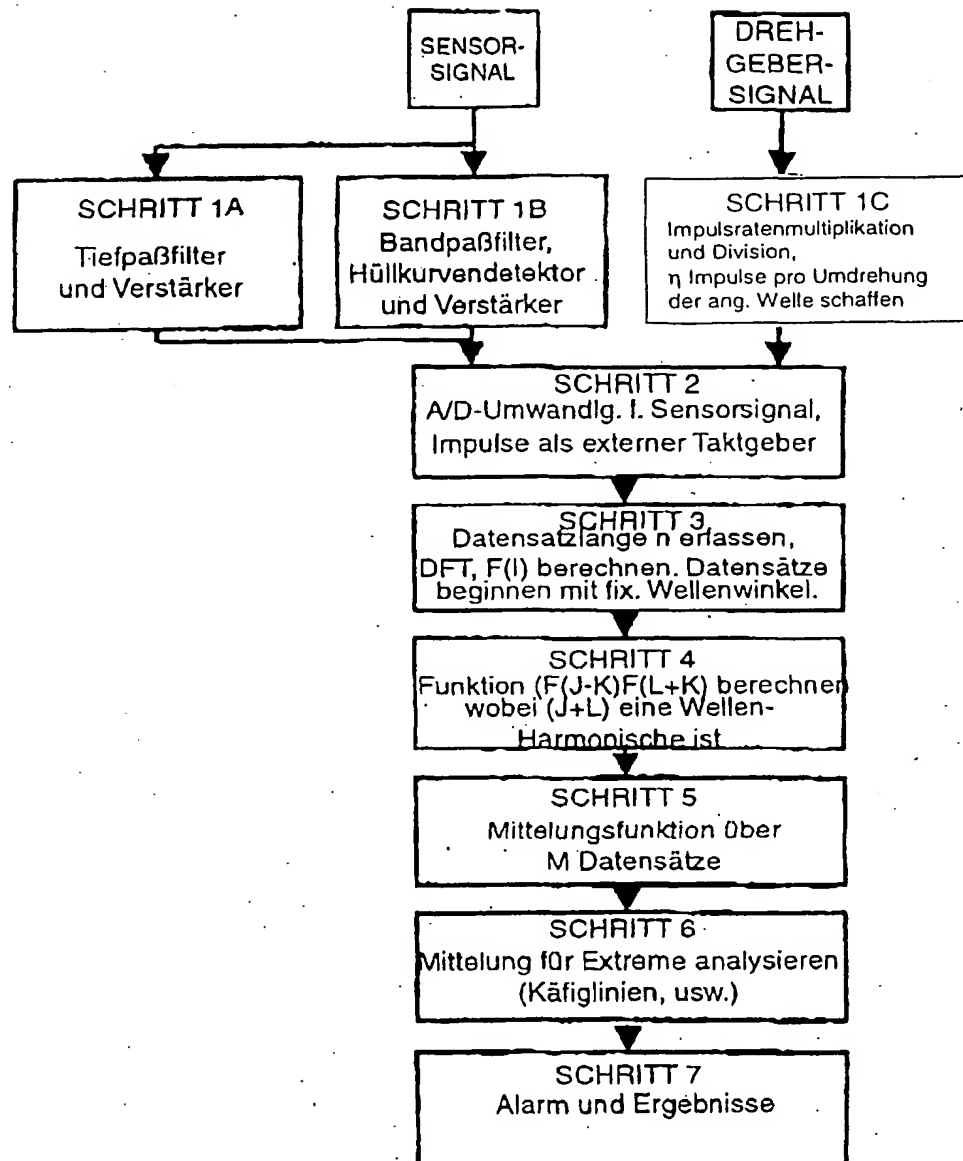 SENSOR-
SIGNAL
DREH-
GEBER-
SIGNAL
SCHRITT 1A
Tiefpaßfilter
und Verstärker
SCHRITT 1B
Bandpaßfilter,
Hüllkurvendetektor
und Verstärker
SCHRITT 1C
Impulsratenmultiplikation
und Division,
η Impulse pro Umdrehung
der ang. Welle schaffen
SCHRITT 2
A/D-Umwandlg. I. Sensorsignal,
Impulse als externer Taktgeber
SCHRITT 3
Datensatzlänge n erfassen,
DFT, F(I) berechnen. Datensätze
beginnen mit fix. Wellenwinkel.
SCHRITT 4
Funktion (F(J-K)F(L+K) berechnen
wobei (J+L) eine Wellen-
Harmonische ist
SCHRITT 5
Mittelungsfunktion über
M Datensätze
SCHRITT 6
Mittelung für Extreme analysieren
(Käfiglinien, usw.)
SCHRITT 7
Alarm und Ergebnisse